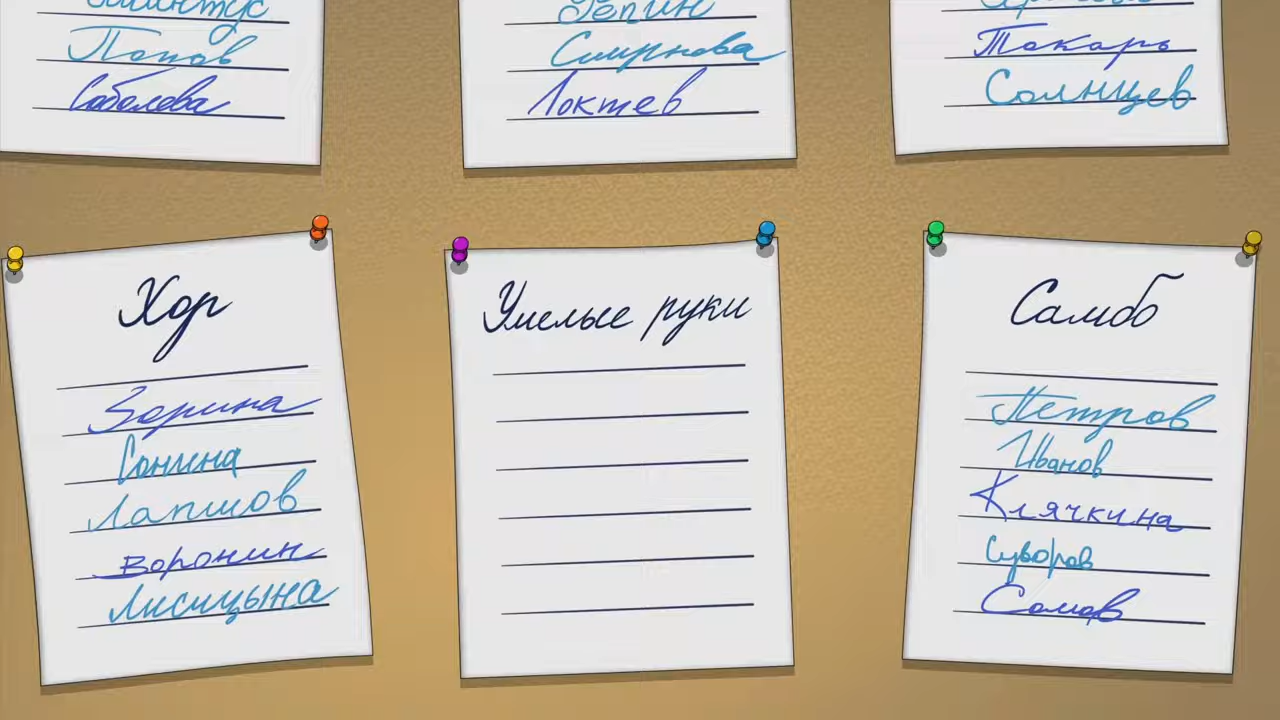 Попов
Соболева
Репин
Смирнова
Локтев
Токарь
Солнцев
Хор
Зорина
Сонина
Лапшов
Воронин
Лисицына
Умелые руки
Самбо
Петров
Иванов
Клячкина
Суворов
Сомов